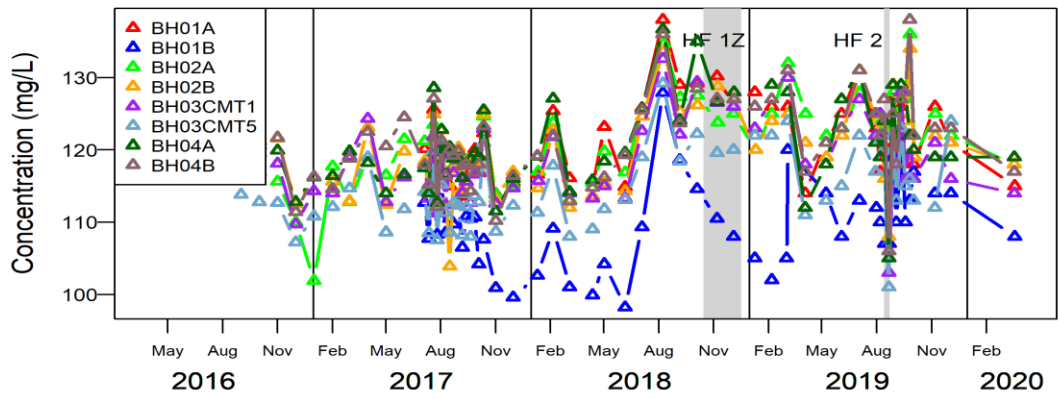 BH01A
BH01B
BH02A
BH02B
BH03CMT1
BH03CMT5
BH04A
BH04B
HF 1Z
HF 2
Concentration (mg/L)
130
120
110
100
May Aug Nov Feb May Aug Nov Feb May Aug Nov Feb May Aug Nov Feb
2016 2017 2018 2019 2020